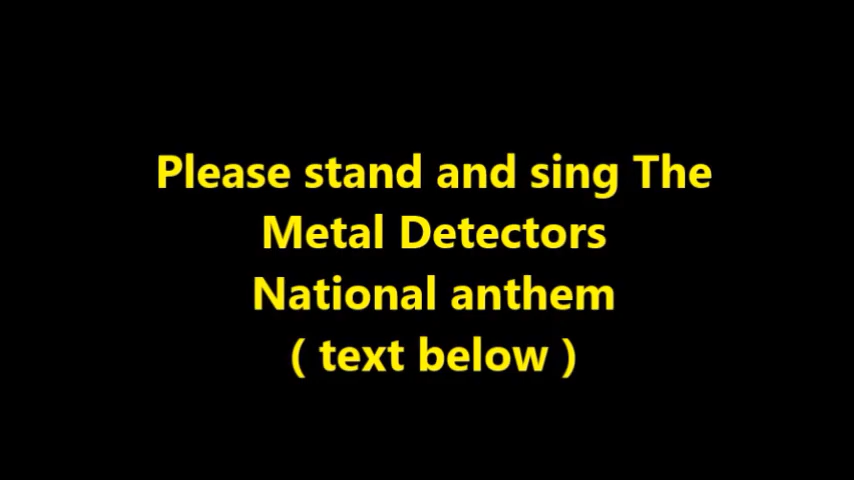 Please stand and sing The
Metal Detectors
National anthem
( text below )